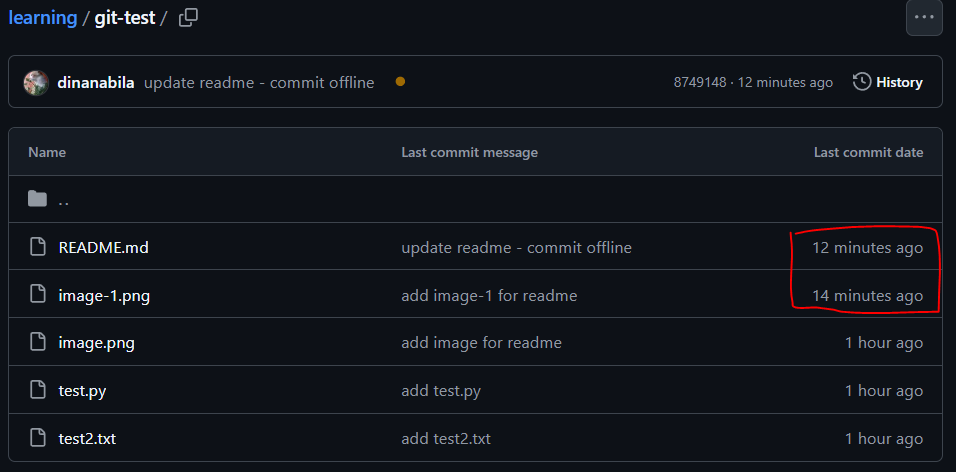 learning / git-test /
dinanabila update readme - commit offline 8749148 · 12 minutes ago History
Name Last commit message Last commit date
..
README.md update readme - commit offline 12 minutes ago
image-1.png add image-1 for readme 14 minutes ago
image.png add image for readme 1 hour ago
test.py add test.py 1 hour ago
test2.txt add test2.txt 1 hour ago